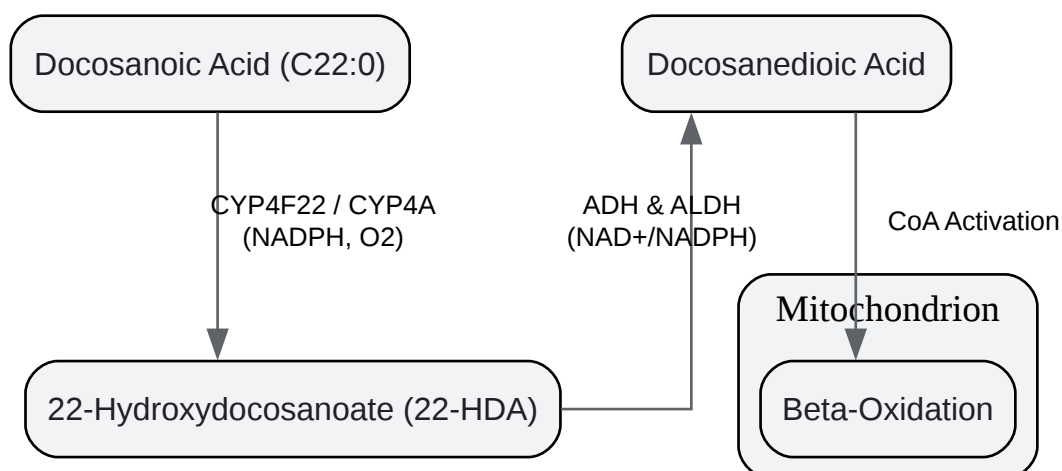 Docosanoic Acid (C22:0)
Docosanedioic Acid
CYP4F22 / CYP4A
(NADPH, O2)
ADH & ALDH
(NAD+/NADPH)
CoA Activation
Mitochondrion
22-Hydroxydocosanoate (22-HDA)
Beta-Oxidation